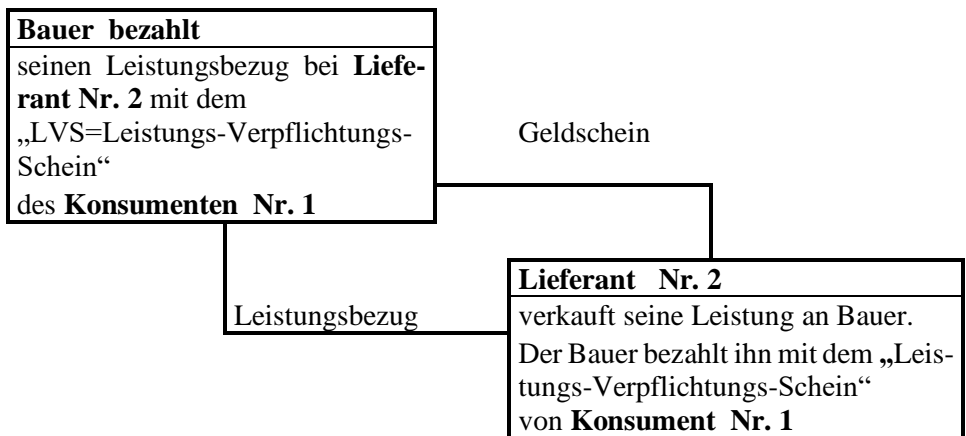 Bauer bezahlt
seinen Leistungsbezug bei Liefe-
rant Nr. 2 mit dem
„LVS=Leistungs-Verpflichtungs-
Schein“
des Konsumenten Nr. 1
Geldschein
Leistungsbezug
Lieferant Nr. 2
verkauft seine Leistung an Bauer.
Der Bauer bezahlt ihn mit dem „Leis-
tungs-Verpflichtungs-Schein“
von Konsument Nr. 1